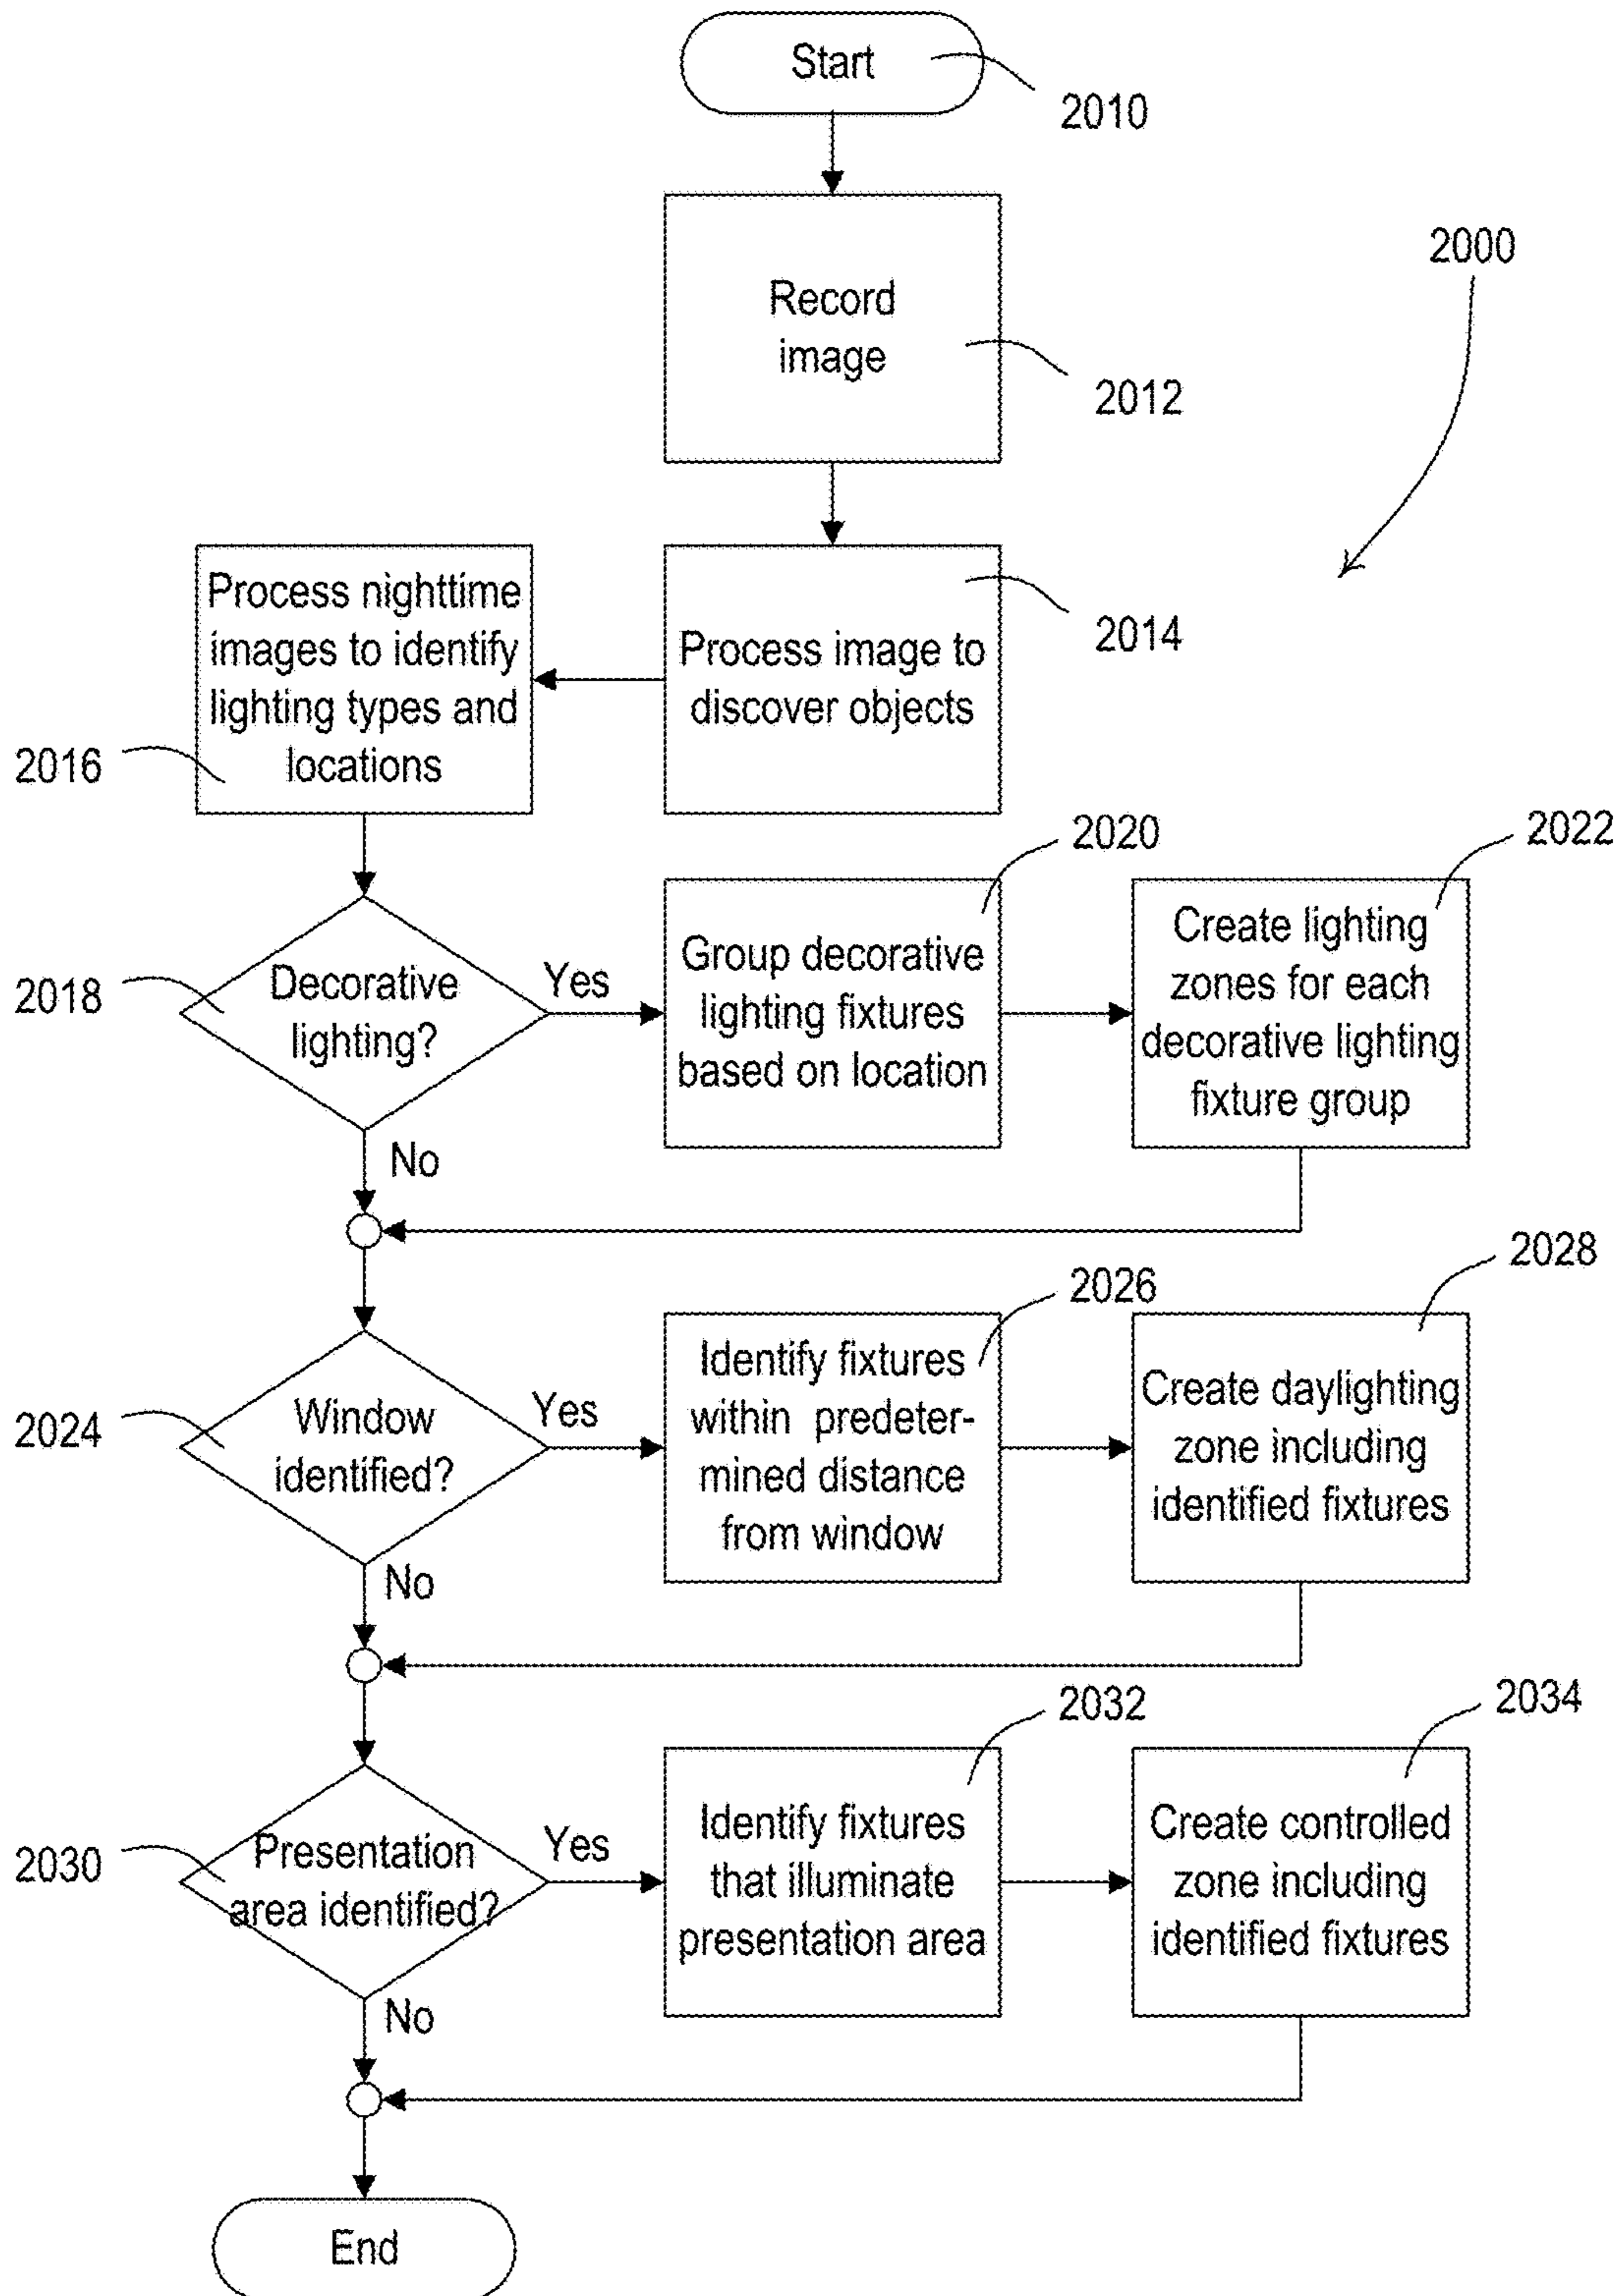 Start
2010
2000
Record
image
2012
Process nighttime
images to identify
lighting types and
locations
2016
Process image to
discover objects
2014
2018
Decorative
lighting?
Yes
No
2020
Group decorative
lighting fixtures
based on location
2022
Create lighting
zones for each
decorative lighting
fixture group
2024
Window
identified?
Yes
No
2026
Identify fixtures
within predeter-
mined distance
from window
2028
Create daylighting
zone including
identified fixtures
2030
Presentation
area identified?
Yes
No
2032
Identify fixtures
that illuminate
presentation area
2034
Create controlled
zone including
identified fixtures
End